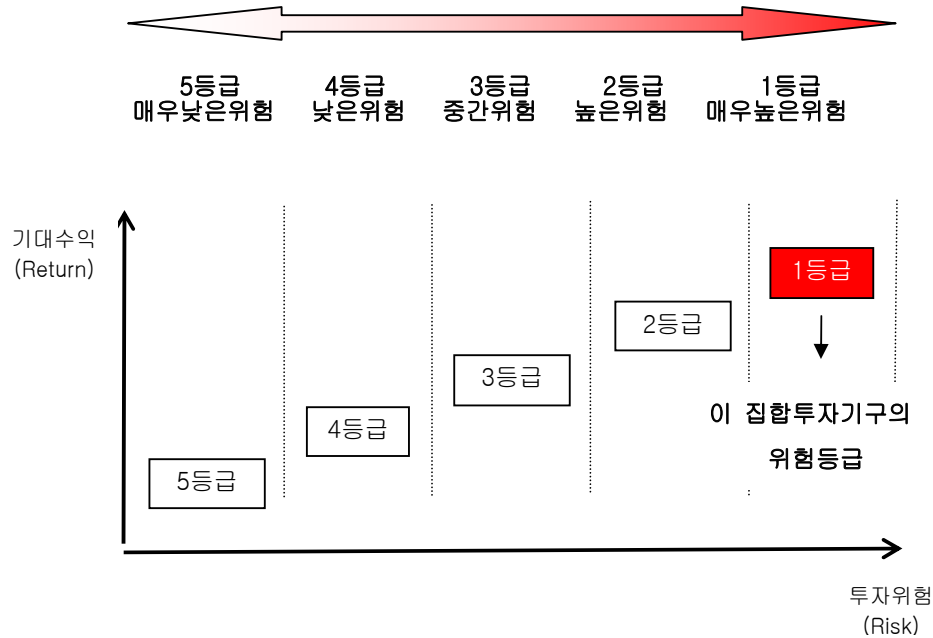 5등급 4등급 3등급 2등급 1등급
매우낮은위험 낮은위험 중간위험 높은위험 매우높은위험
기대수익
(Return)
1등급
2등급
3등급
4등급
5등급
이 집합투자기구의
위험등급
투자위험
(Risk)